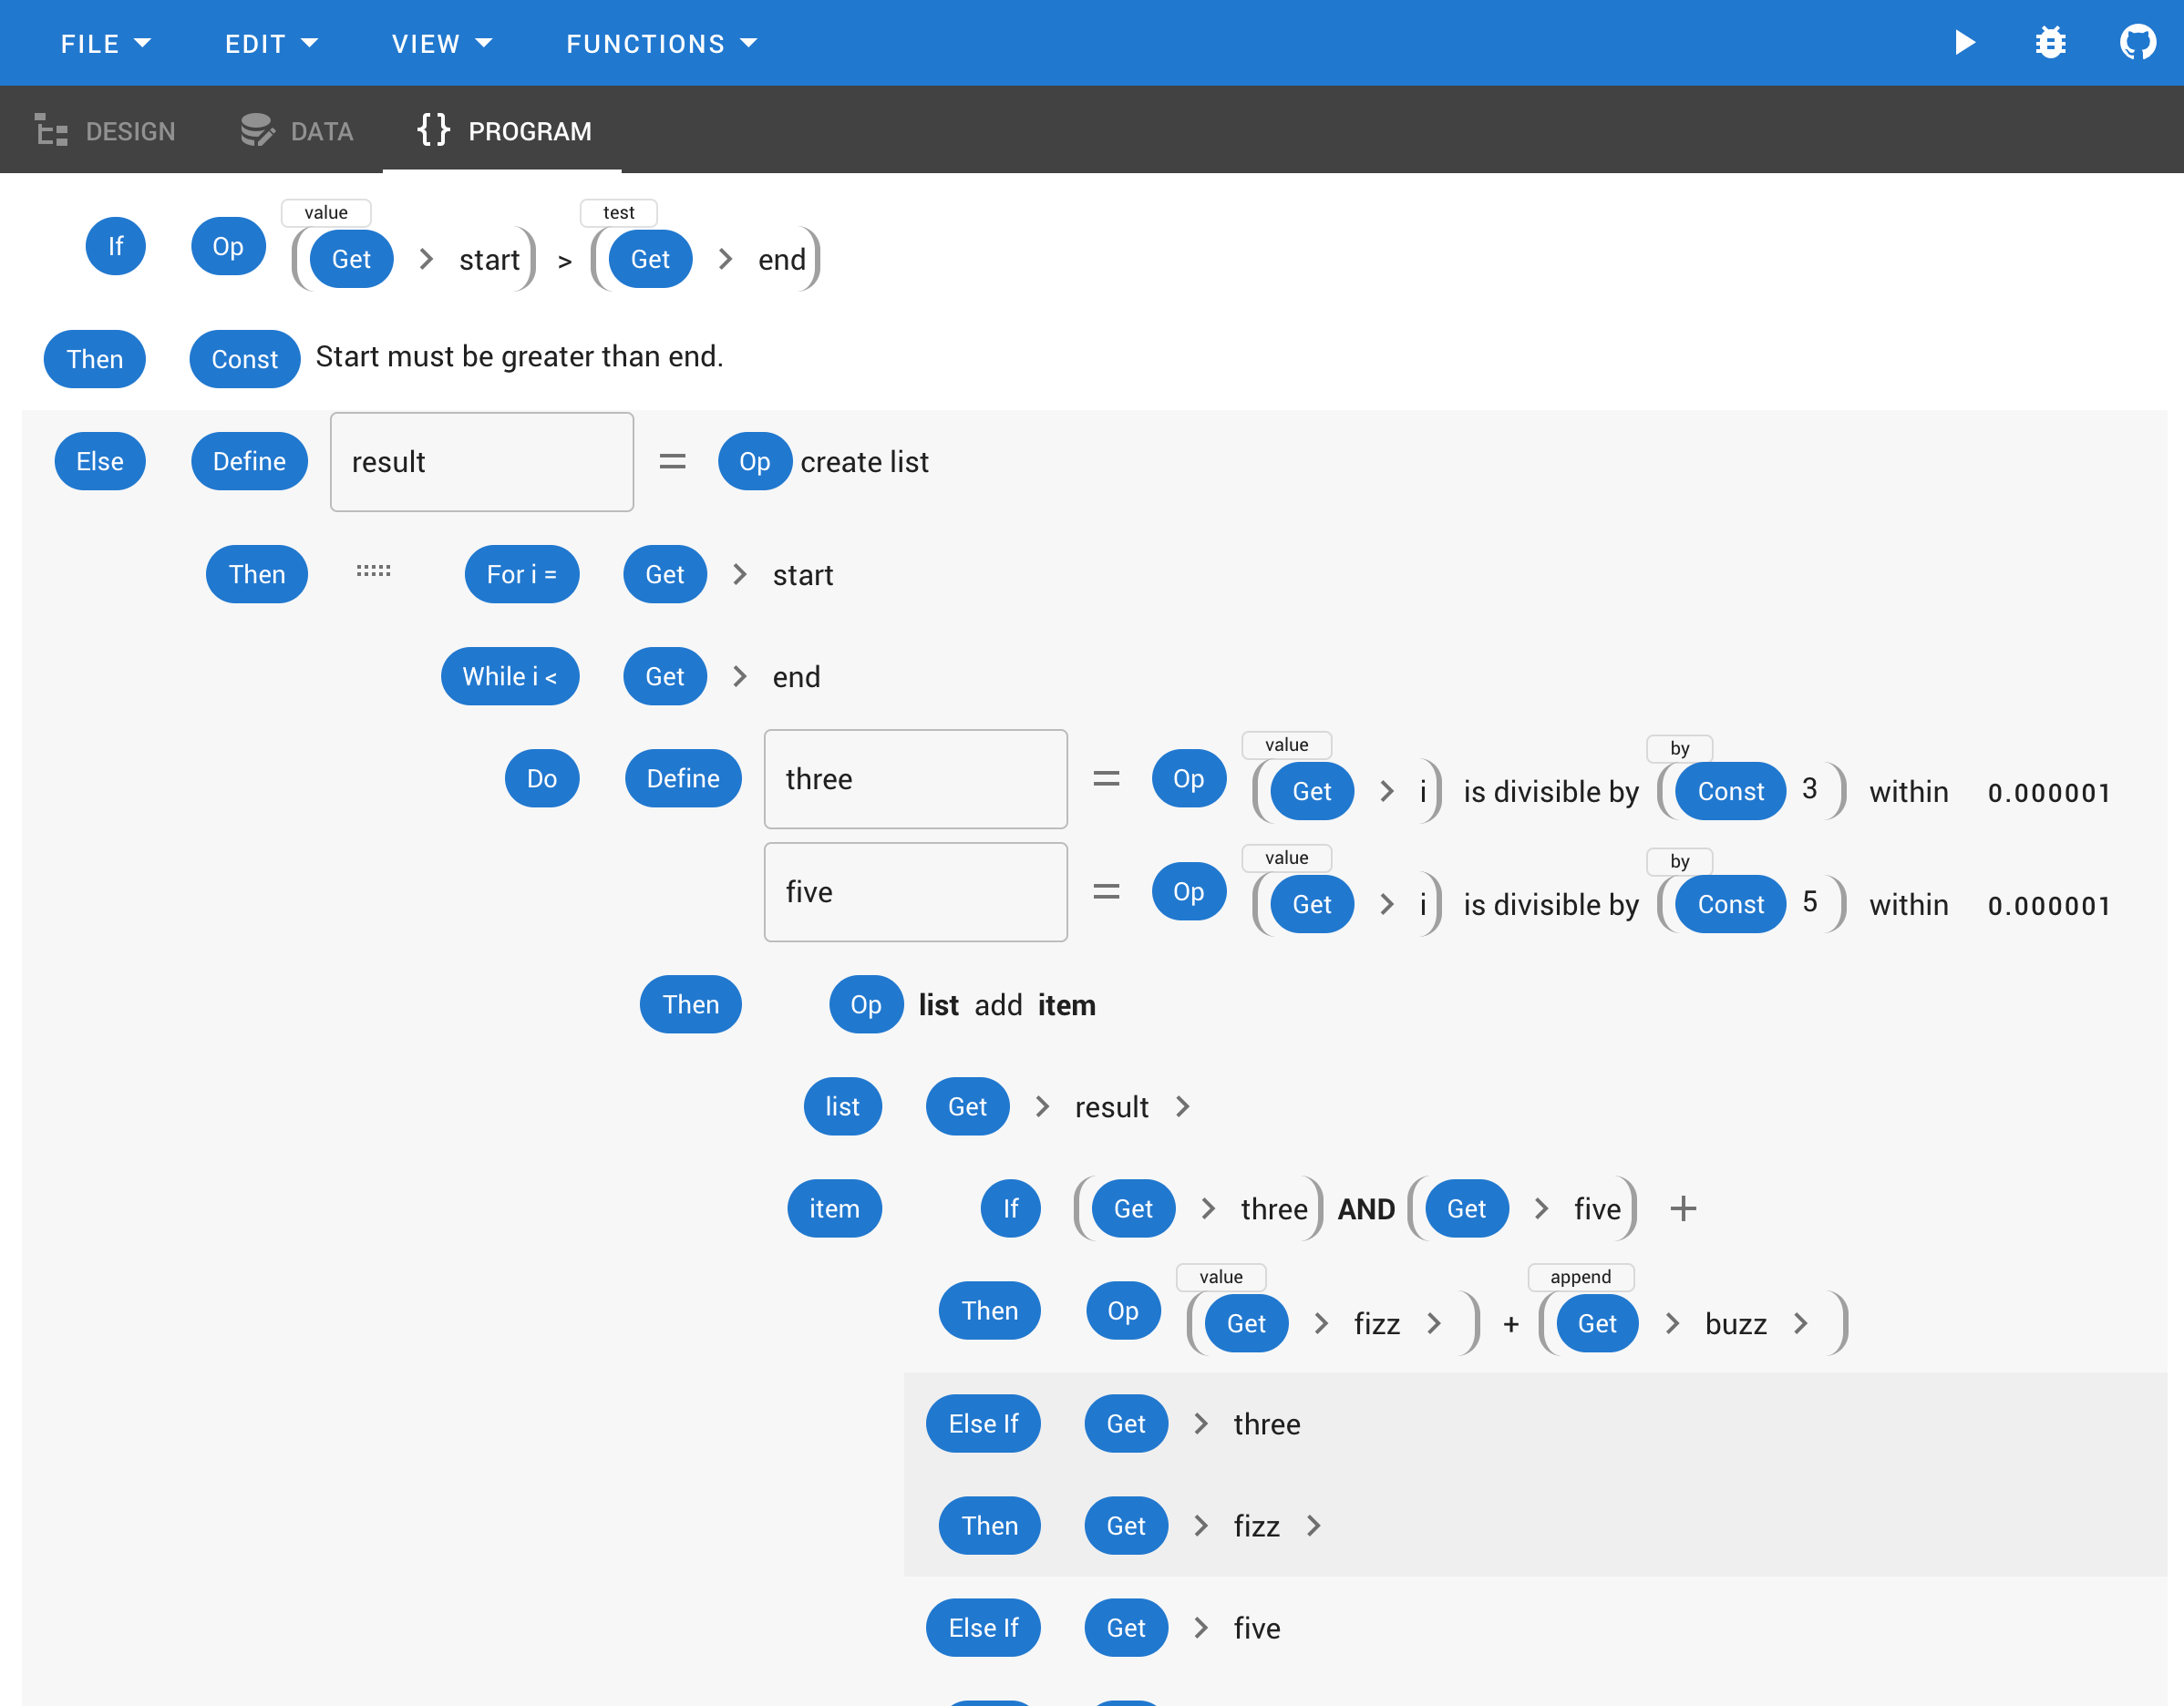 FILE EDIT VIEW FUNCTIONS
DESIGN DATA {} PROGRAM
value test
If Op ( Get > start ) > ( Get > end )
Then Const Start must be greater than end.
Else Define result = Op create list
Then For i = Get > start
While i < Get > end
value by
Do Define three = Op ( Get > i ) is divisible by ( Const 3 ) within 0.000001
value by
five = Op ( Get > i ) is divisible by ( Const 5 ) within 0.000001
Then Op list add item
list Get > result >
item If ( Get > three ) AND ( Get > five ) +
value append
Then Op ( Get > fizz > ) + ( Get > buzz > )
Else If Get > three
Then Get > fizz >
Else If Get > five